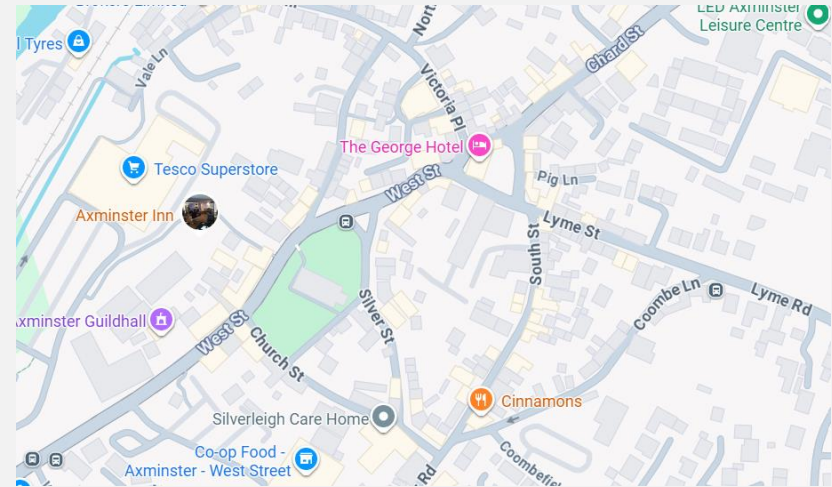 LED Axminster
Leisure Centre
l Tyres
Vale Ln
Victoria Pl
Chard St
The George Hotel
Tesco Superstore
West St
Pig Ln
Axminster Inn
Lyme St
South St
Coombe Ln
Lyme Rd
Silver St
xminster Guildhall
West St
Church St
Cinnamons
Silverleigh Care Home
Co-op Food -
Axminster - West Street
Coombefiel
Rd